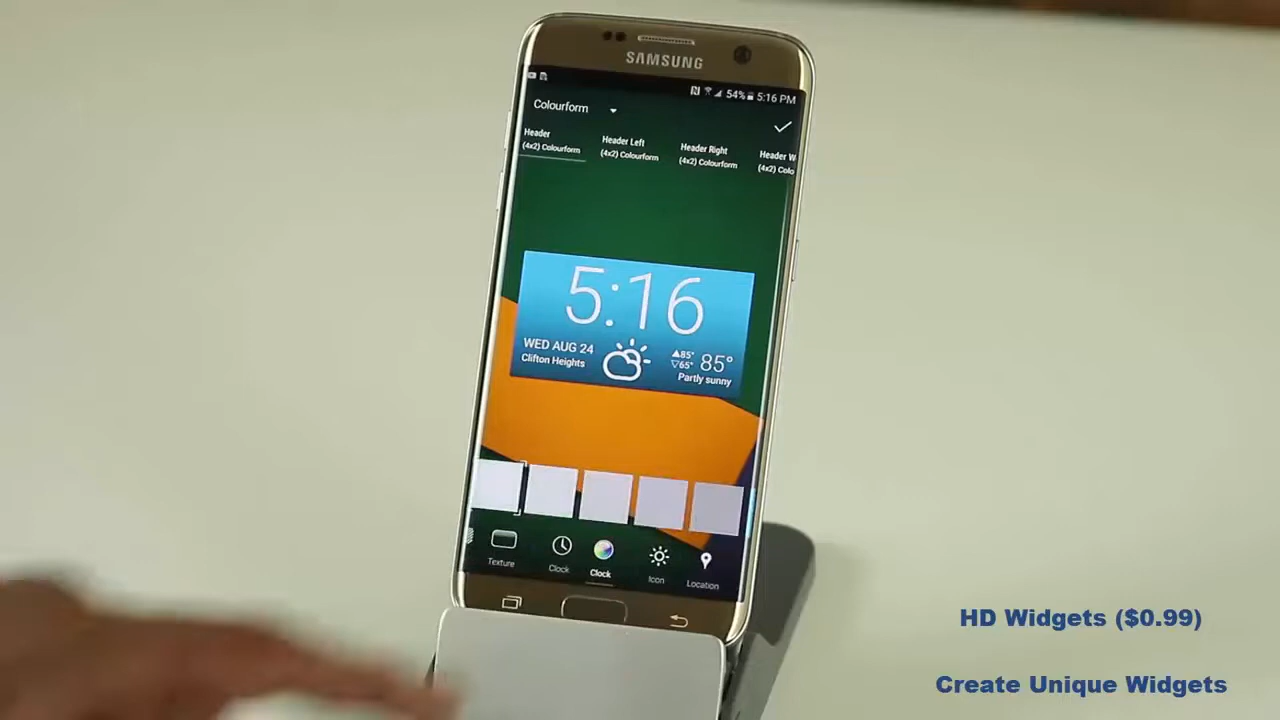 SAMSUNG
54% 5:16 PM
Colourform
Header
(4x2) Colourform
Header Left
(4x2) Colourform
Header Right
(4x2) Colourform
Header W
(4x2) Colo
5:16
WED AUG 24
Clifton Heights
85°
65°
85°
Partly sunny
Texture
Clock
Clock
Icon
Location
HD Widgets ($0.99)
Create Unique Widgets